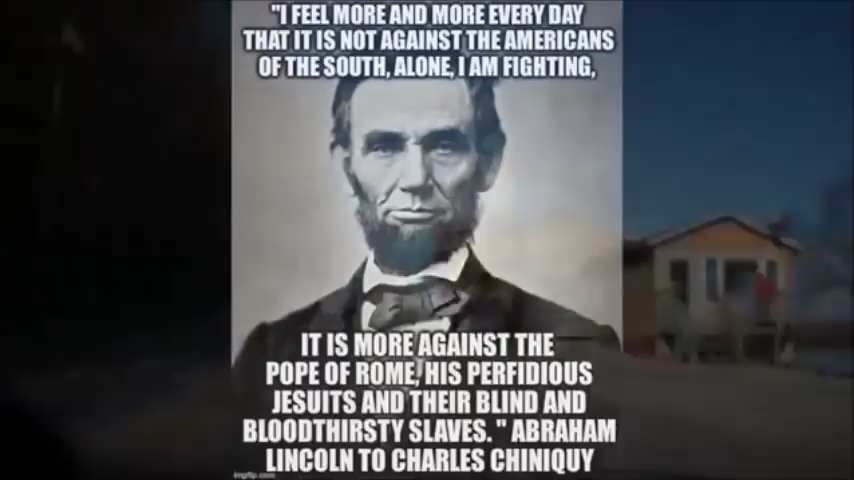 "I FEEL MORE AND MORE EVERY DAY
THAT IT IS NOT AGAINST THE AMERICANS
OF THE SOUTH, ALONE, I AM FIGHTING,
IT IS MORE AGAINST THE
POPE OF ROME, HIS PERFIDIOUS
JESUITS AND THEIR BLIND AND
BLOODTHIRSTY SLAVES. " ABRAHAM
LINCOLN TO CHARLES CHINIQUY
imgflip.com